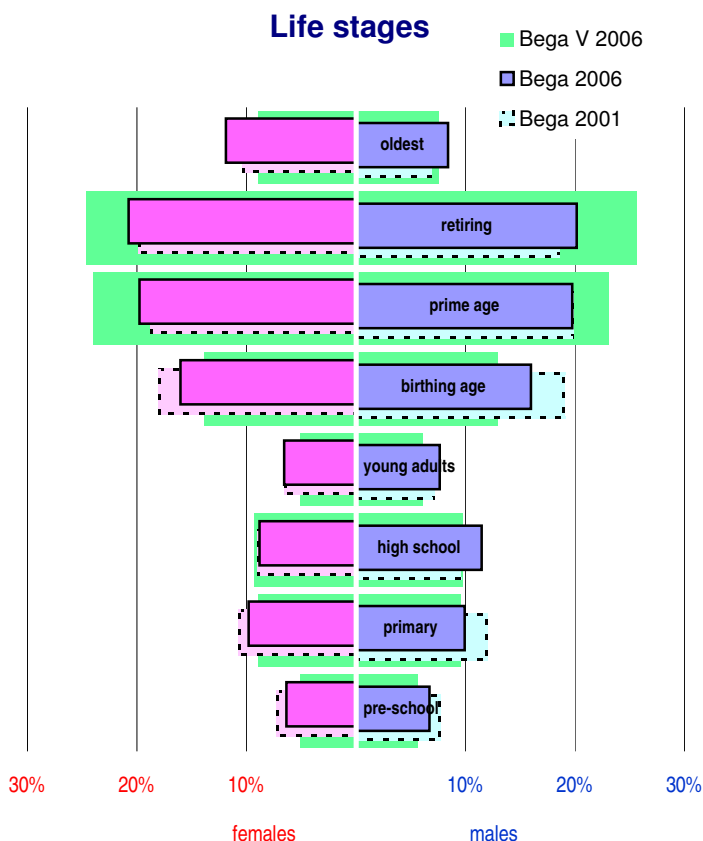 Life stages
Bega V 2006
Bega 2006
Bega 2001
oldest
retiring
prime age
birthing age
young adults
high school
primary
pre-school
30% 20% 10% 10% 20% 30%
females males